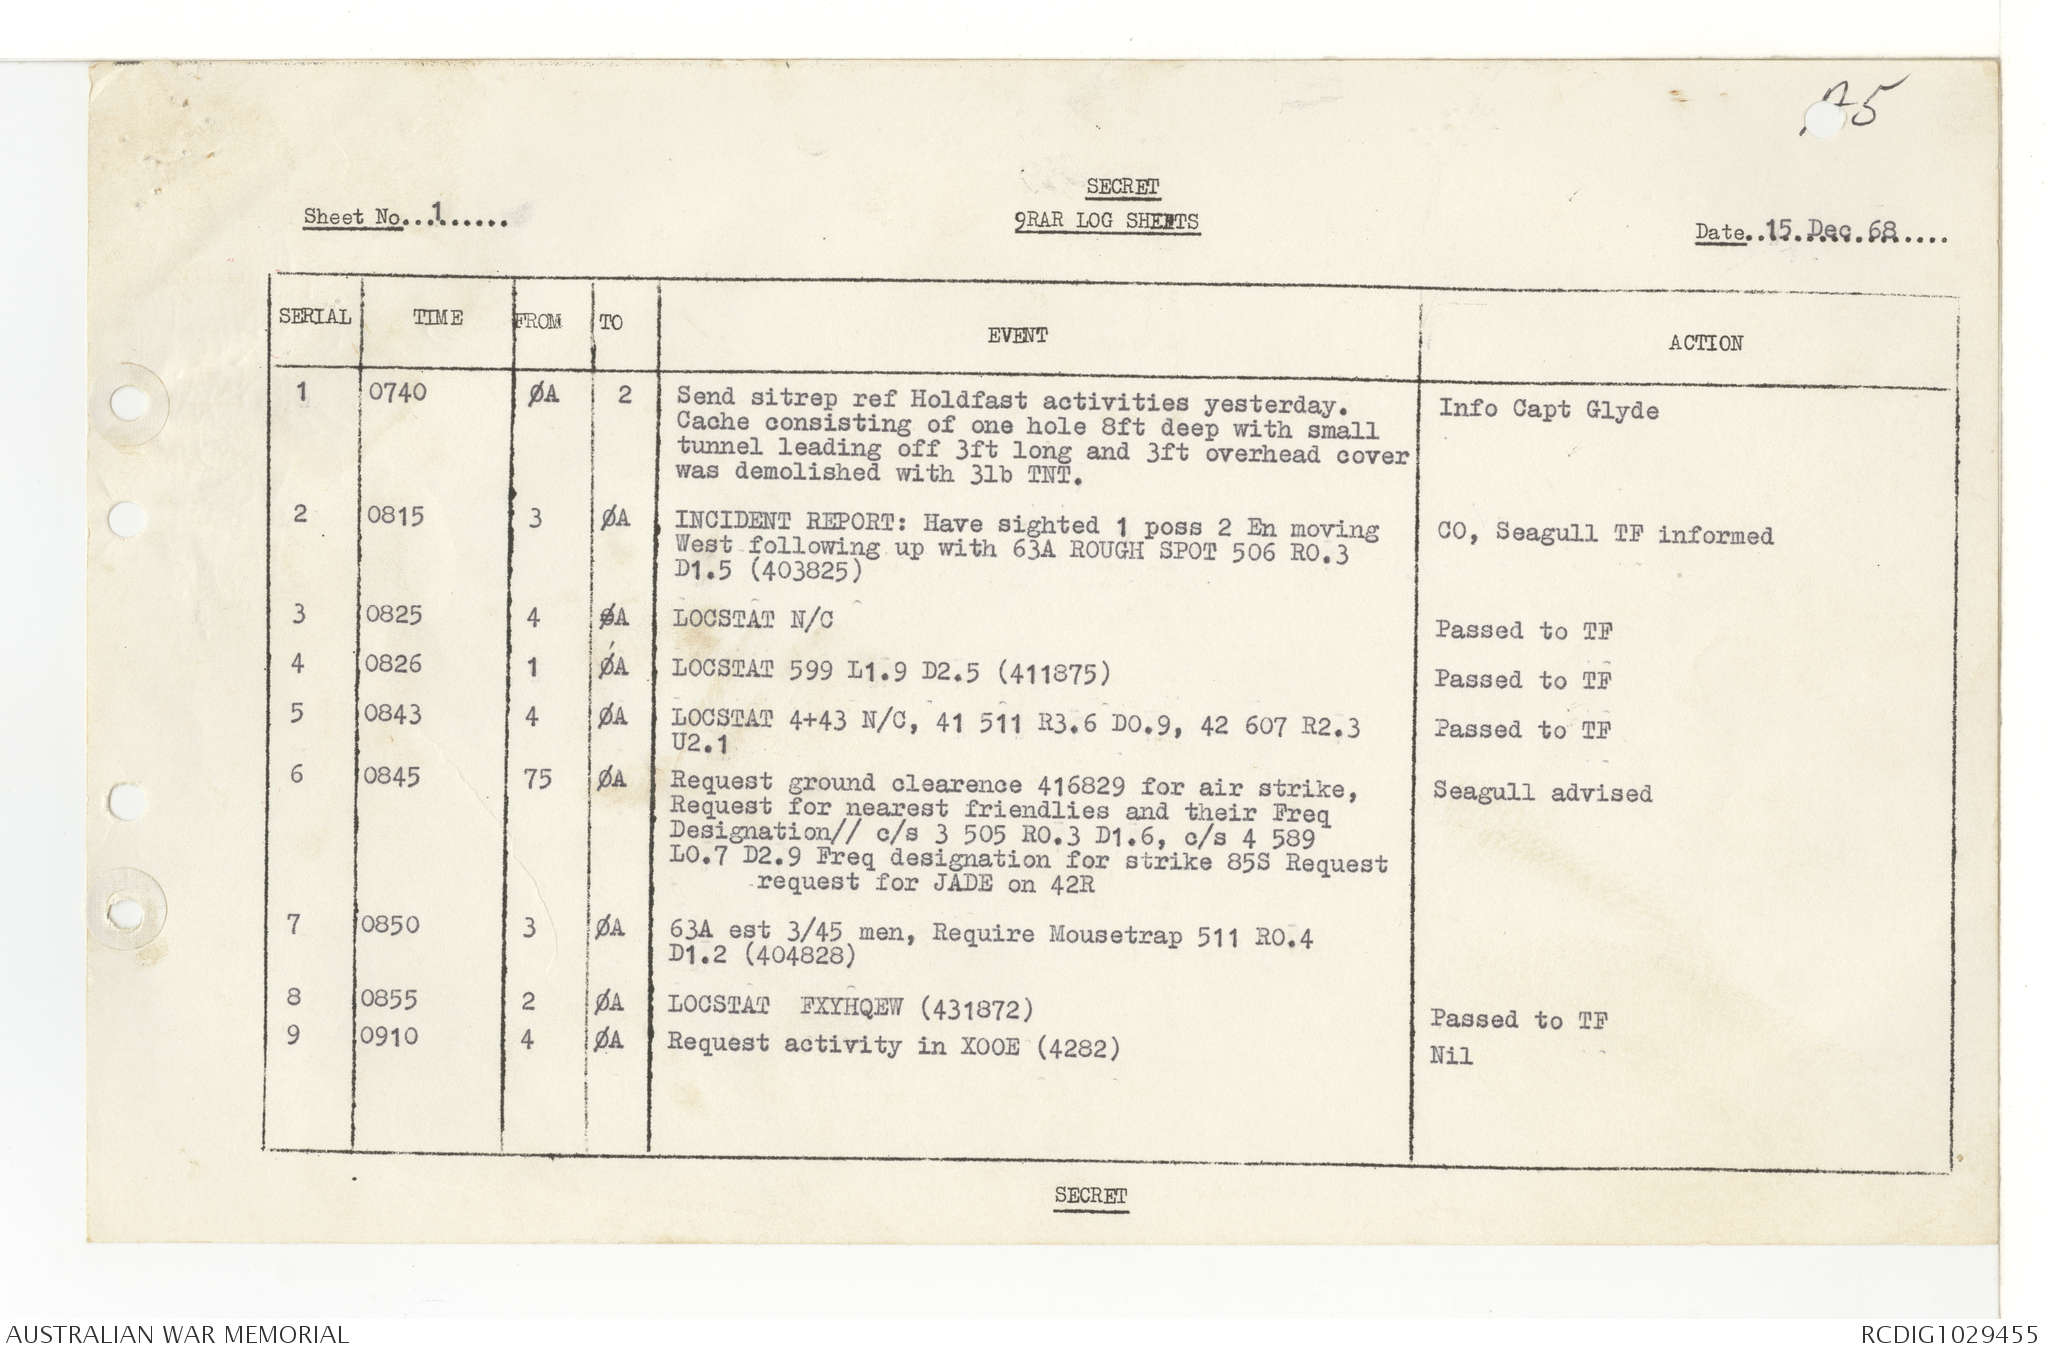 SECRET
Sheet No...1......
9RAR LOG SHEETS
Date..15.Dec.68....
SERIAL TIME FROM TO EVENT ACTION
1 0740 ØA 2 Send sitrep ref Holdfast activities yesterday. Info Capt Glyde
Cache consisting of one hole 8ft deep with small
tunnel leading off 3ft long and 3ft overhead cover
was demolished with 3lb TNT.
2 0815 3 ØA INCIDENT REPORT: Have sighted 1 poss 2 En moving CO, Seagull TF informed
West following up with 63A ROUGH SPOT 506 R0.3
D1.5 (403825)
3 0825 4 ØA LOCSTAT N/C Passed to TF
4 0826 1 ØA LOCSTAT 599 L1.9 D2.5 (411875) Passed to TF
5 0843 4 ØA LOCSTAT 4+43 N/C, 41 511 R3.6 D0.9, 42 607 R2.3 Passed to TF
U2.1
6 0845 75 ØA Request ground clearence 416829 for air strike, Seagull advised
Request for nearest friendlies and their Freq
Designation// c/s 3 505 R0.3 D1.6, c/s 4 589
L0.7 D2.9 Freq designation for strike 85S Request
request for JADE on 42R
7 0850 3 ØA 63A est 3/45 men, Require Mousetrap 511 R0.4
D1.2 (404828)
8 0855 2 ØA LOCSTAT FXYHQEW (431872) Passed to TF
9 0910 4 ØA Request activity in XOOE (4282) Nil
SECRET
AUSTRALIAN WAR MEMORIAL
RCDIG1029455